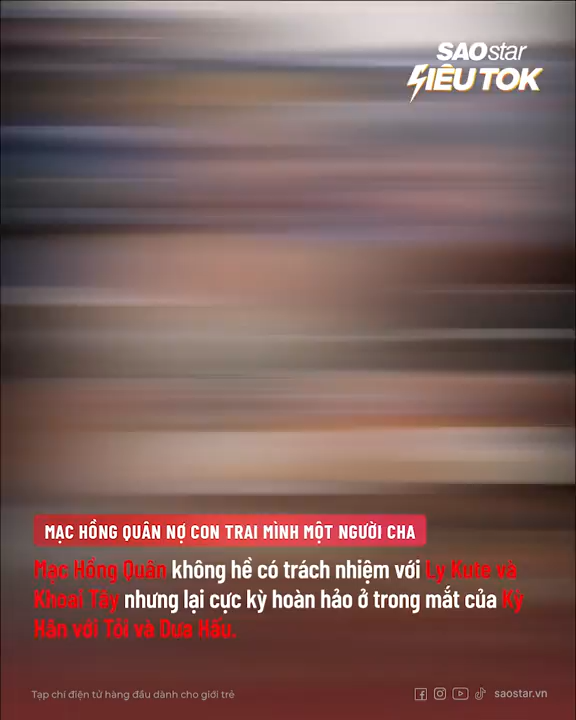 SAOstar
SIÊU TOK
MẠC HỒNG QUÂN NỢ CON TRAI MÌNH MỘT NGƯỜI CHA
Mạc Hồng Quân không hề có trách nhiệm với Ly Kute và
Khoai Tây nhưng lại cực kỳ hoàn hảo ở trong mắt của Kỳ
Hân với Tỏi và Dưa Hấu.
Tạp chí điện tử hàng đầu dành cho giới trẻ
saostar.vn